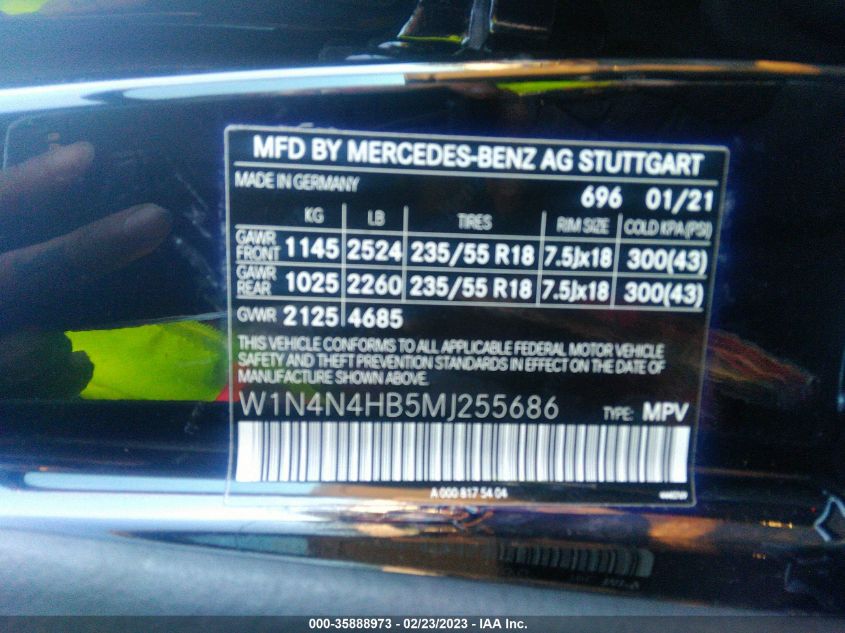 MFD BY MERCEDES-BENZ AG STUTTGART
MADE IN GERMANY 696 01/21
KG LB TIRES RIM SIZE COLD KPA(PSI)
GAWR FRONT 1145 2524 235/55 R18 7.5Jx18 300(43)
GAWR REAR 1025 2260 235/55 R18 7.5Jx18 300(43)
GVWR 2125 4685
THIS VEHICLE CONFORMS TO ALL APPLICABLE FEDERAL MOTOR VEHICLE
SAFETY AND THEFT PREVENTION STANDARDS IN EFFECT ON THE DATE OF
MANUFACTURE SHOWN ABOVE.
W1N4N4HB5MJ255686 TYPE: MPV
A 000 817 54 04
000-35888973 - 02/23/2023 - IAA Inc.